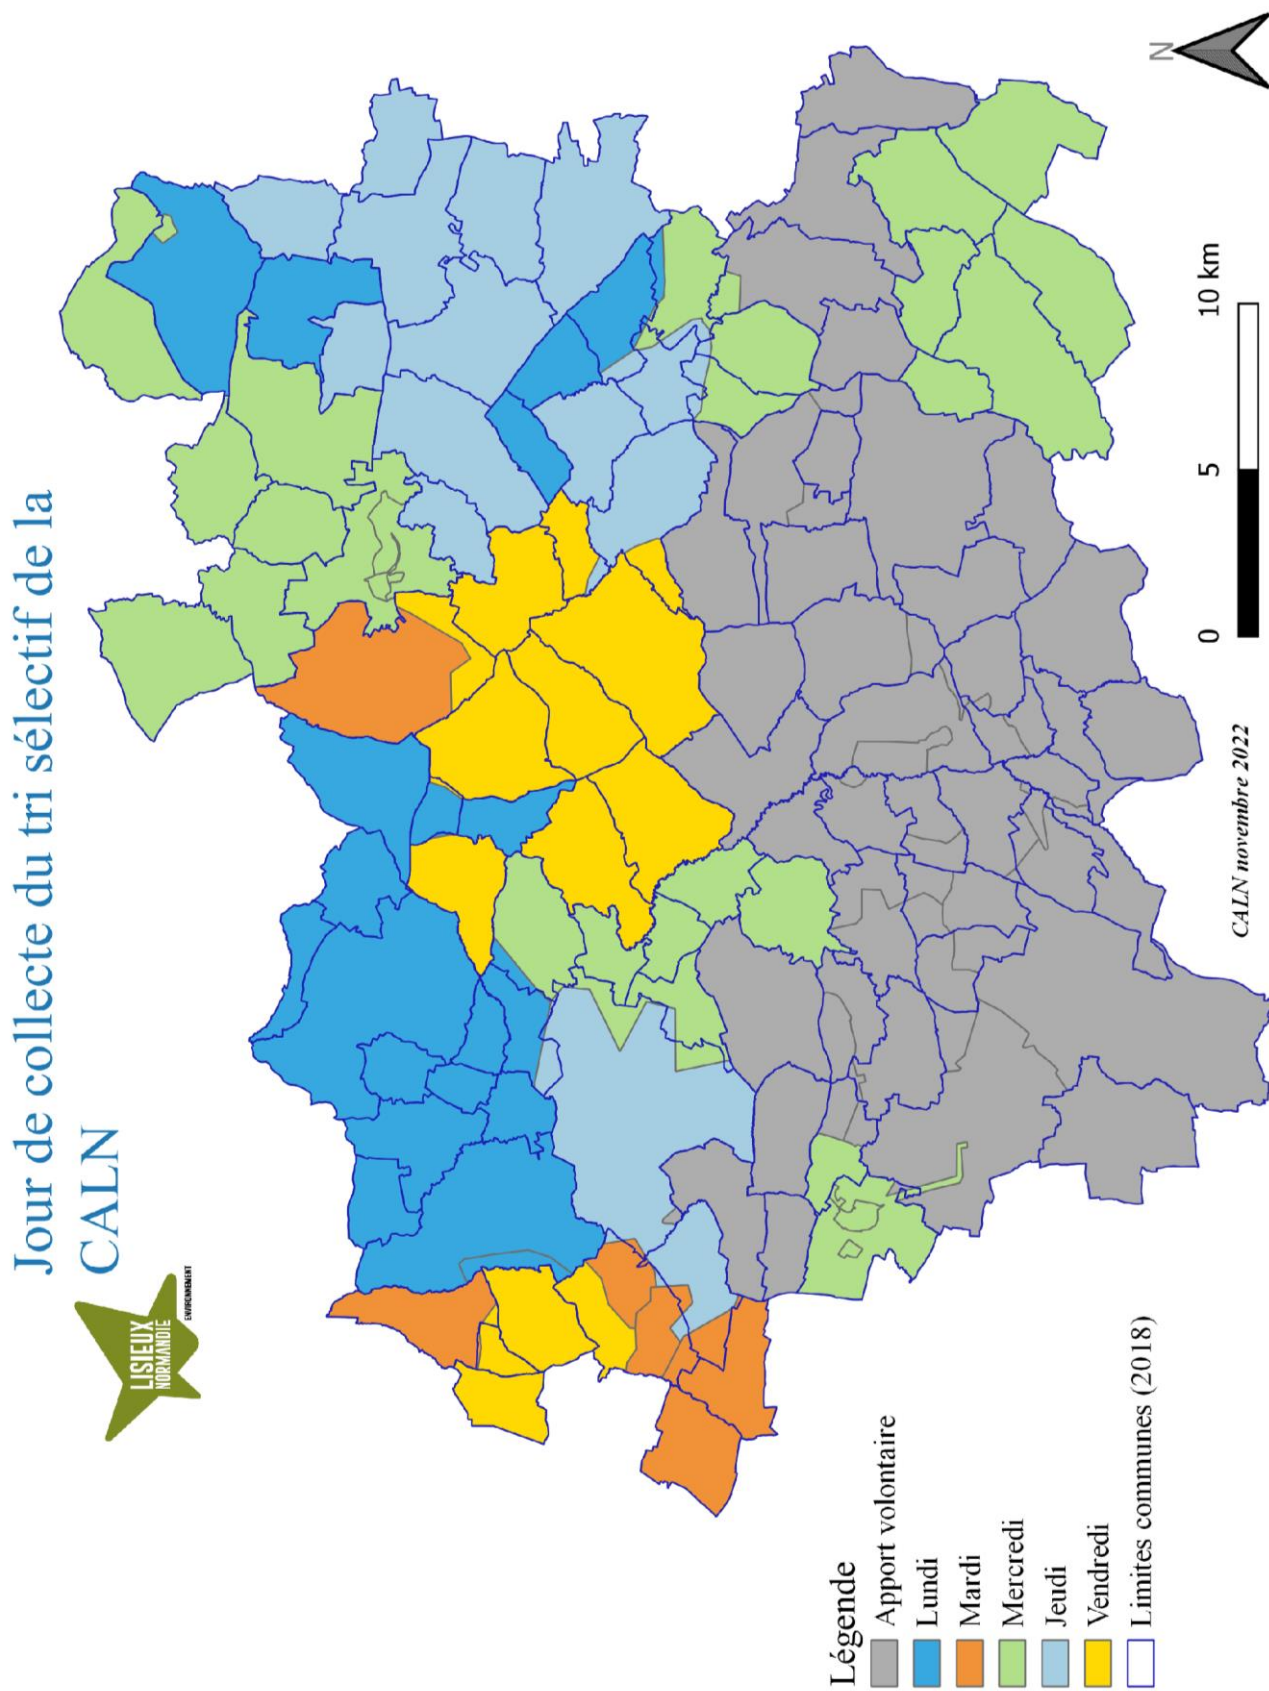 Jour de collecte du tri sélectif de la
CALN
LISIEUX
NORMANDIE
ENVIRONNEMENT
N
Légende
Apport volontaire
Lundi
Mardi
Mercredi
Jeudi
Vendredi
Limites communes (2018)
CALN novembre 2022
0 5 10 km